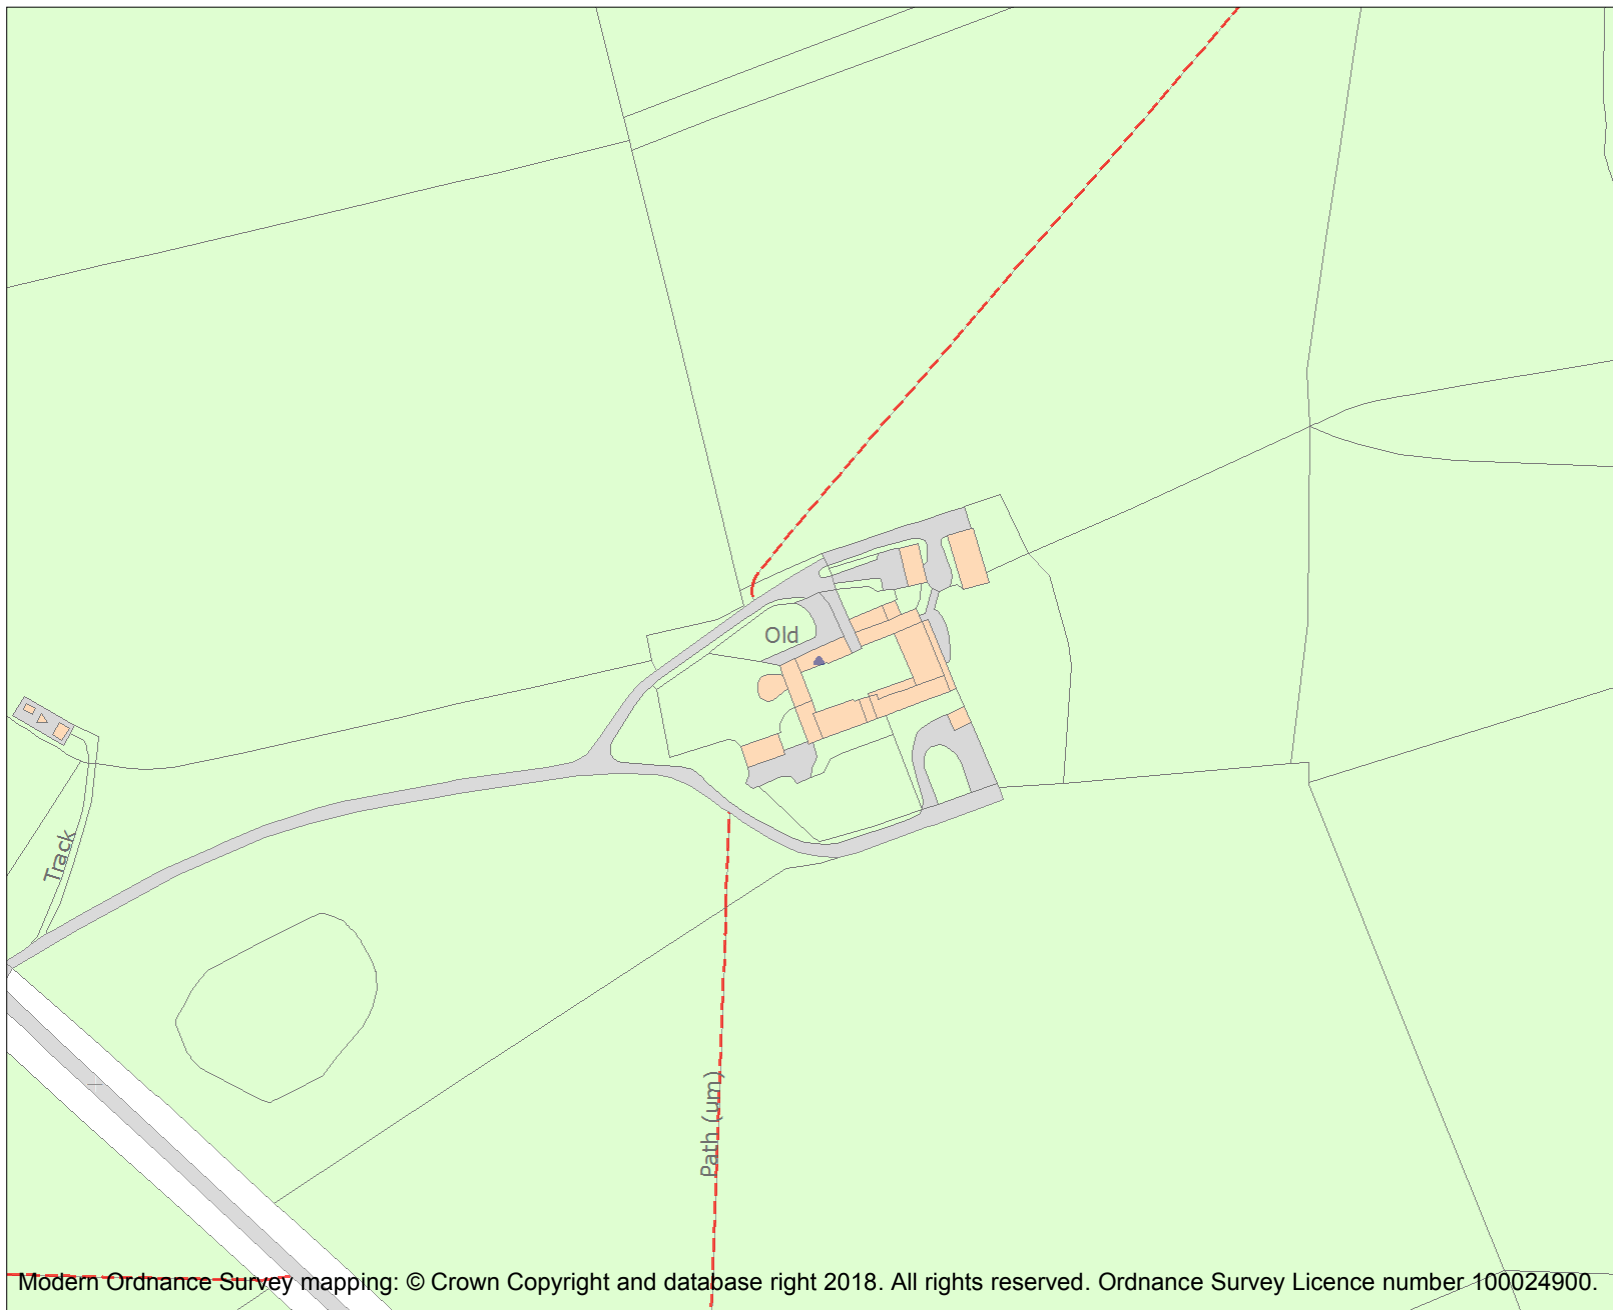 Old
Track
Path (um)
Modern Ordnance Survey mapping: © Crown Copyright and database right 2018. All rights reserved. Ordnance Survey Licence number 100024900.